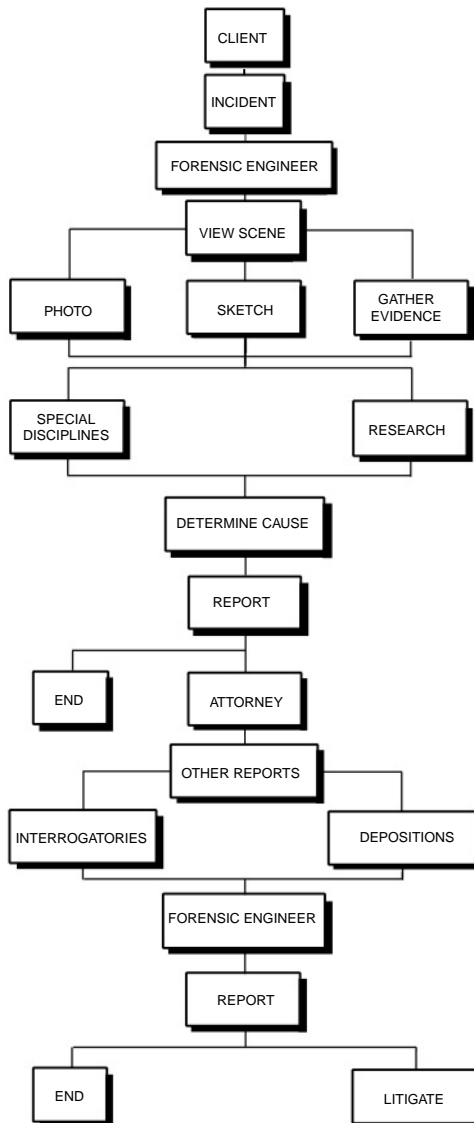 CLIENT
INCIDENT
FORENSIC ENGINEER
VIEW SCENE
PHOTO
SKETCH
GATHER
EVIDENCE
SPECIAL
DISCIPLINES
RESEARCH
DETERMINE CAUSE
REPORT
END
ATTORNEY
OTHER REPORTS
INTERROGATORIES
DEPOSITIONS
FORENSIC ENGINEER
REPORT
END
LITIGATE